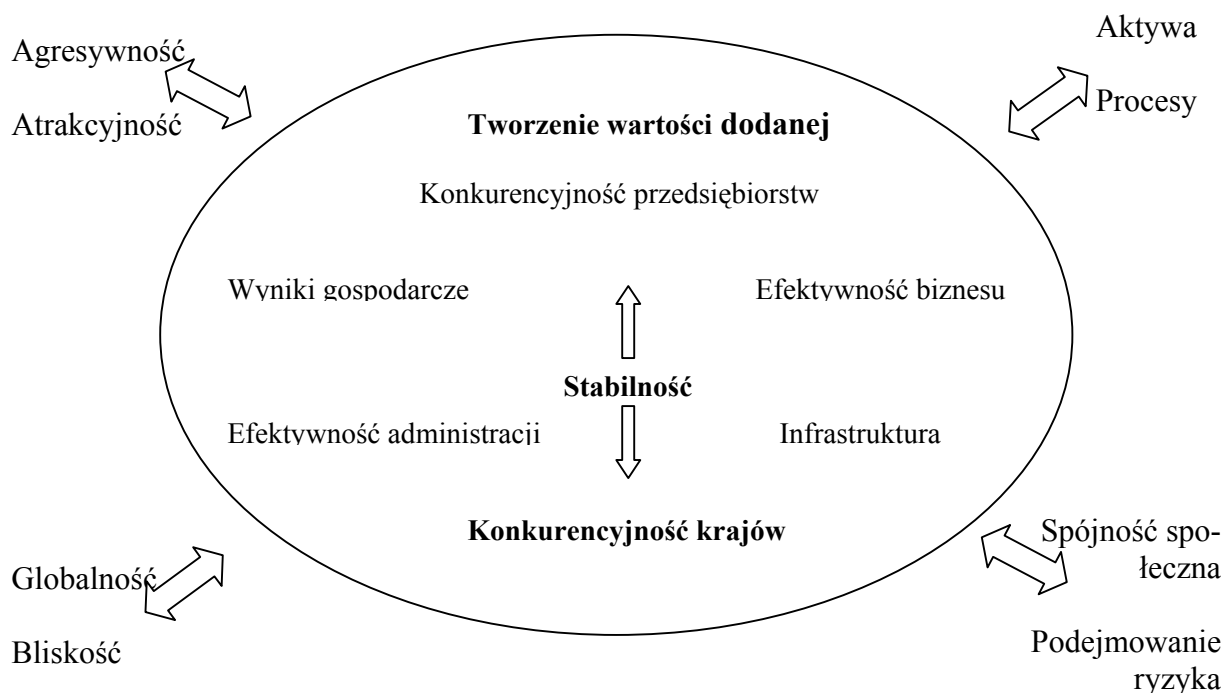 Agresywność
Atrakcyjność
Aktywa
Procesy
Tworzenie wartości dodanej
Konkurencyjność przedsiębiorstw
Wyniki gospodarcze
Efektywność biznesu
Stabilność
Efektywność administracji
Infrastruktura
Konkurencyjność krajów
Globalność
Bliskość
Spójność spo-
łeczna
Podejmowanie
ryzyka